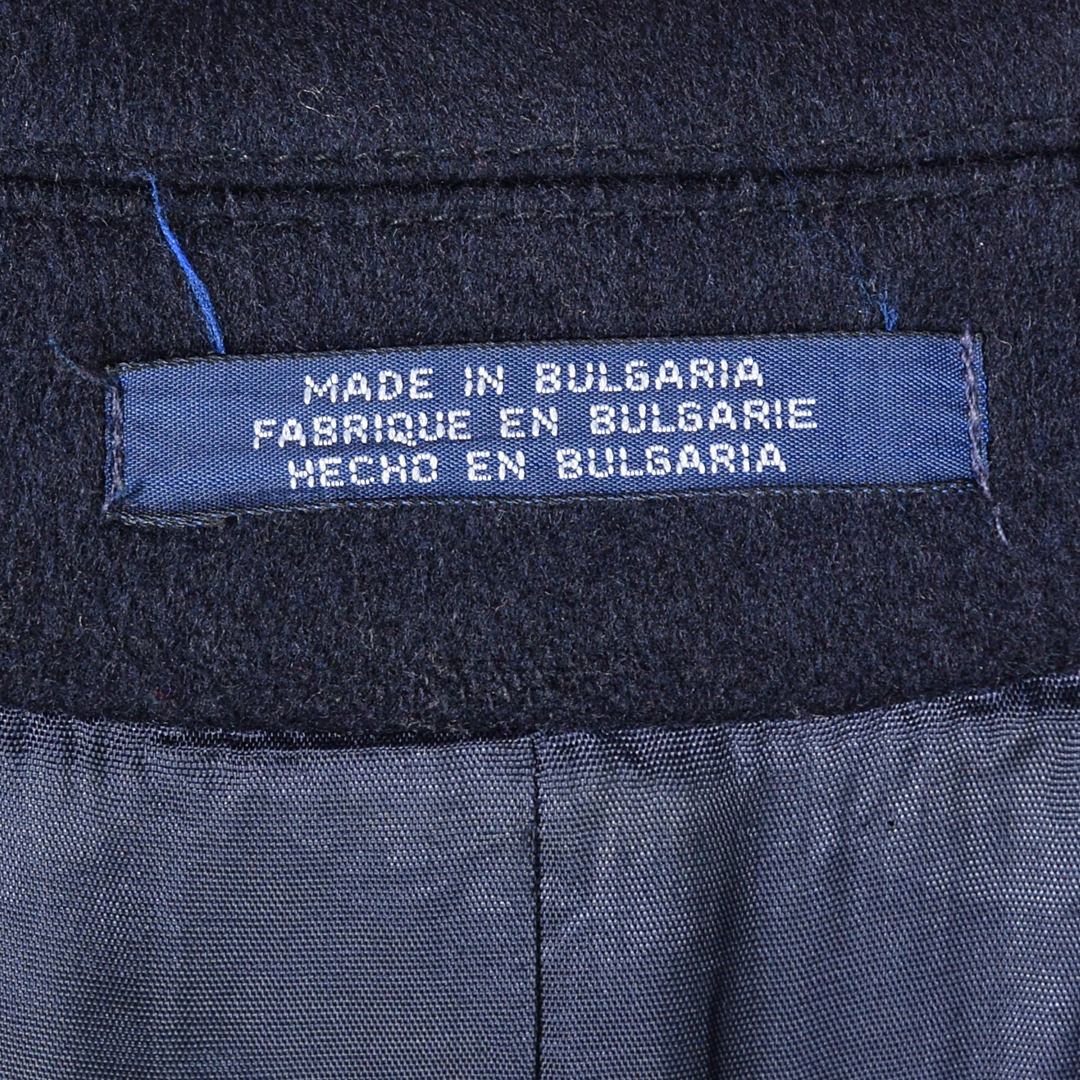 MADE IN BULGARIA
FABRIQUE EN BULGARIE
HECHO EN BULGARIA